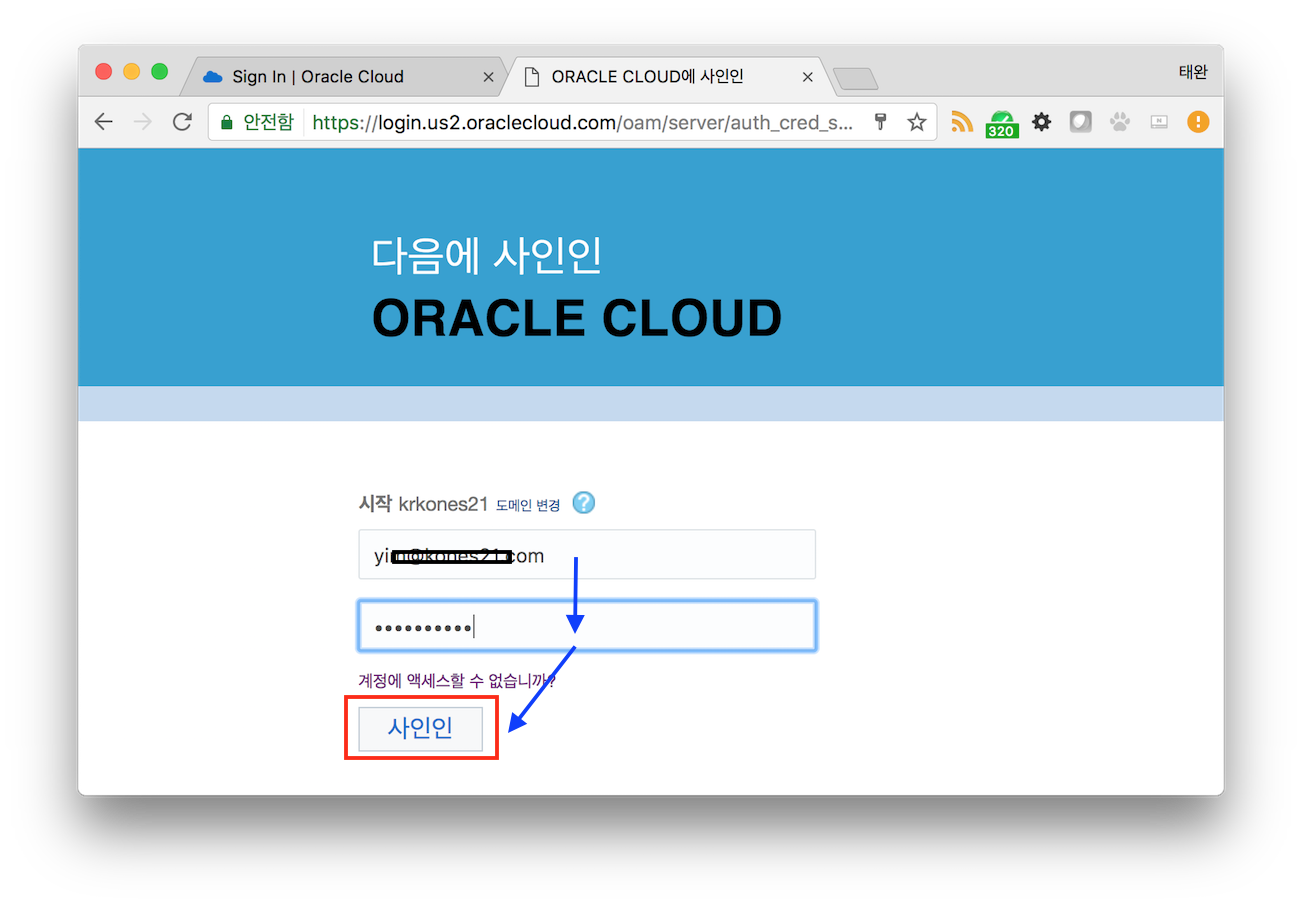 Sign In | Oracle Cloud
ORACLE CLOUD에 사인인
태완
안전함 https://login.us2.oraclecloud.com/oam/server/auth_cred_s...
320
다음에 사인인
ORACLE CLOUD
시작 krkones21 도메인 변경 ?
계정에 액세스할 수 없습니까?
사인인